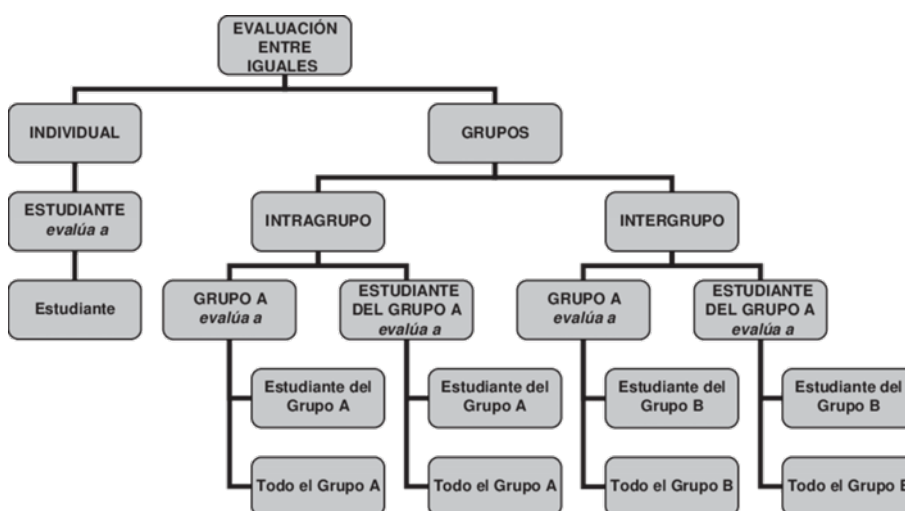 EVALUACIÓN
ENTRE
IGUALES
INDIVIDUAL
GRUPOS
ESTUDIANTE
evalúa a
INTRAGRUPO
INTERGRUPO
Estudiante
GRUPO A
evalúa a
ESTUDIANTE
DEL GRUPO A
evalúa a
GRUPO A
evalúa a
ESTUDIANTE
DEL GRUPO A
evalúa a
Estudiante del
Grupo A
Estudiante del
Grupo A
Estudiante del
Grupo B
Estudiante del
Grupo B
Todo el Grupo A
Todo el Grupo A
Todo el Grupo B
Todo el Grupo B